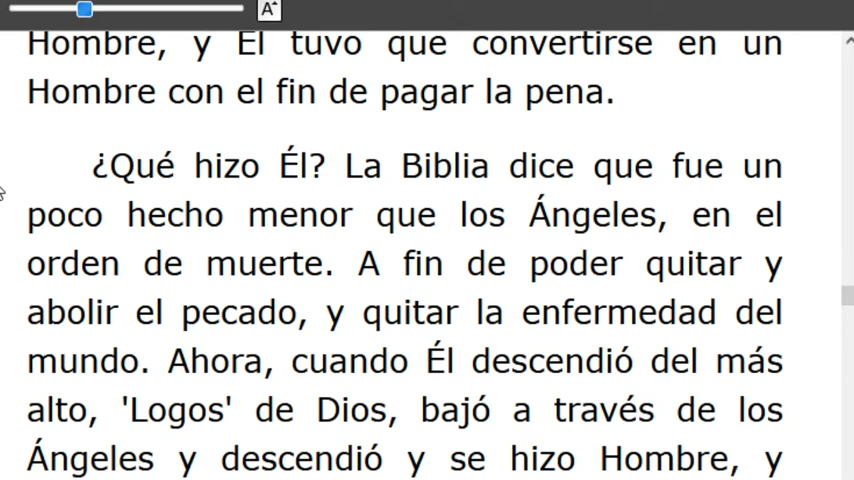 A
Hombre, y Él tuvo que convertirse en un
Hombre con el fin de pagar la pena.
¿Qué hizo Él? La Biblia dice que fue un
poco hecho menor que los Ángeles, en el
orden de muerte. A fin de poder quitar y
abolir el pecado, y quitar la enfermedad del
mundo. Ahora, cuando Él descendió del más
alto, 'Logos' de Dios, bajó a través de los
Ángeles y descendió y se hizo Hombre, y